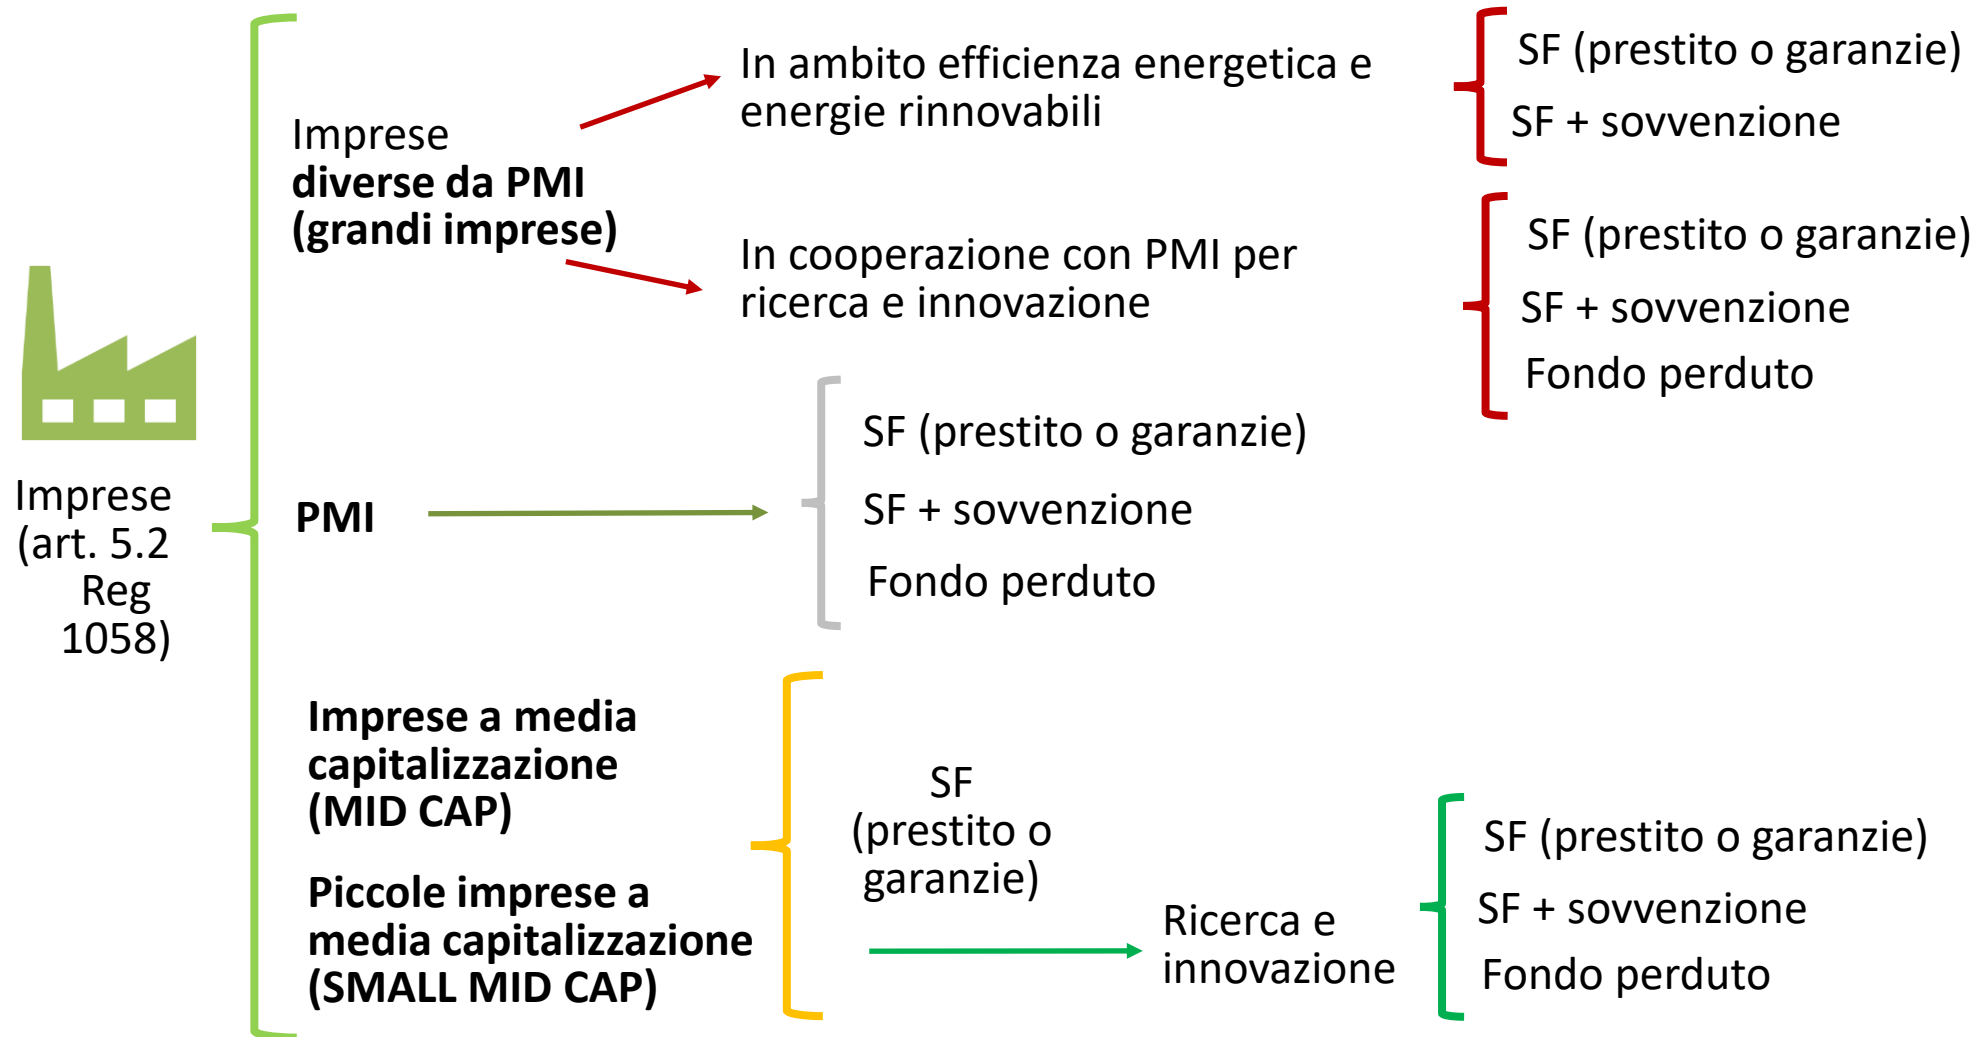 Imprese
(art. 5.2
Reg
1058)
Imprese
diverse da PMI
(grandi imprese)
In ambito efficienza energetica e
energie rinnovabili
SF (prestito o garanzie)
SF + sovvenzione
In cooperazione con PMI per
ricerca e innovazione
SF (prestito o garanzie)
SF + sovvenzione
Fondo perduto
PMI
SF (prestito o garanzie)
SF + sovvenzione
Fondo perduto
Imprese a media
capitalizzazione
(MID CAP)
Piccole imprese a
media capitalizzazione
(SMALL MID CAP)
SF
(prestito o
garanzie)
Ricerca e
innovazione
SF (prestito o garanzie)
SF + sovvenzione
Fondo perduto